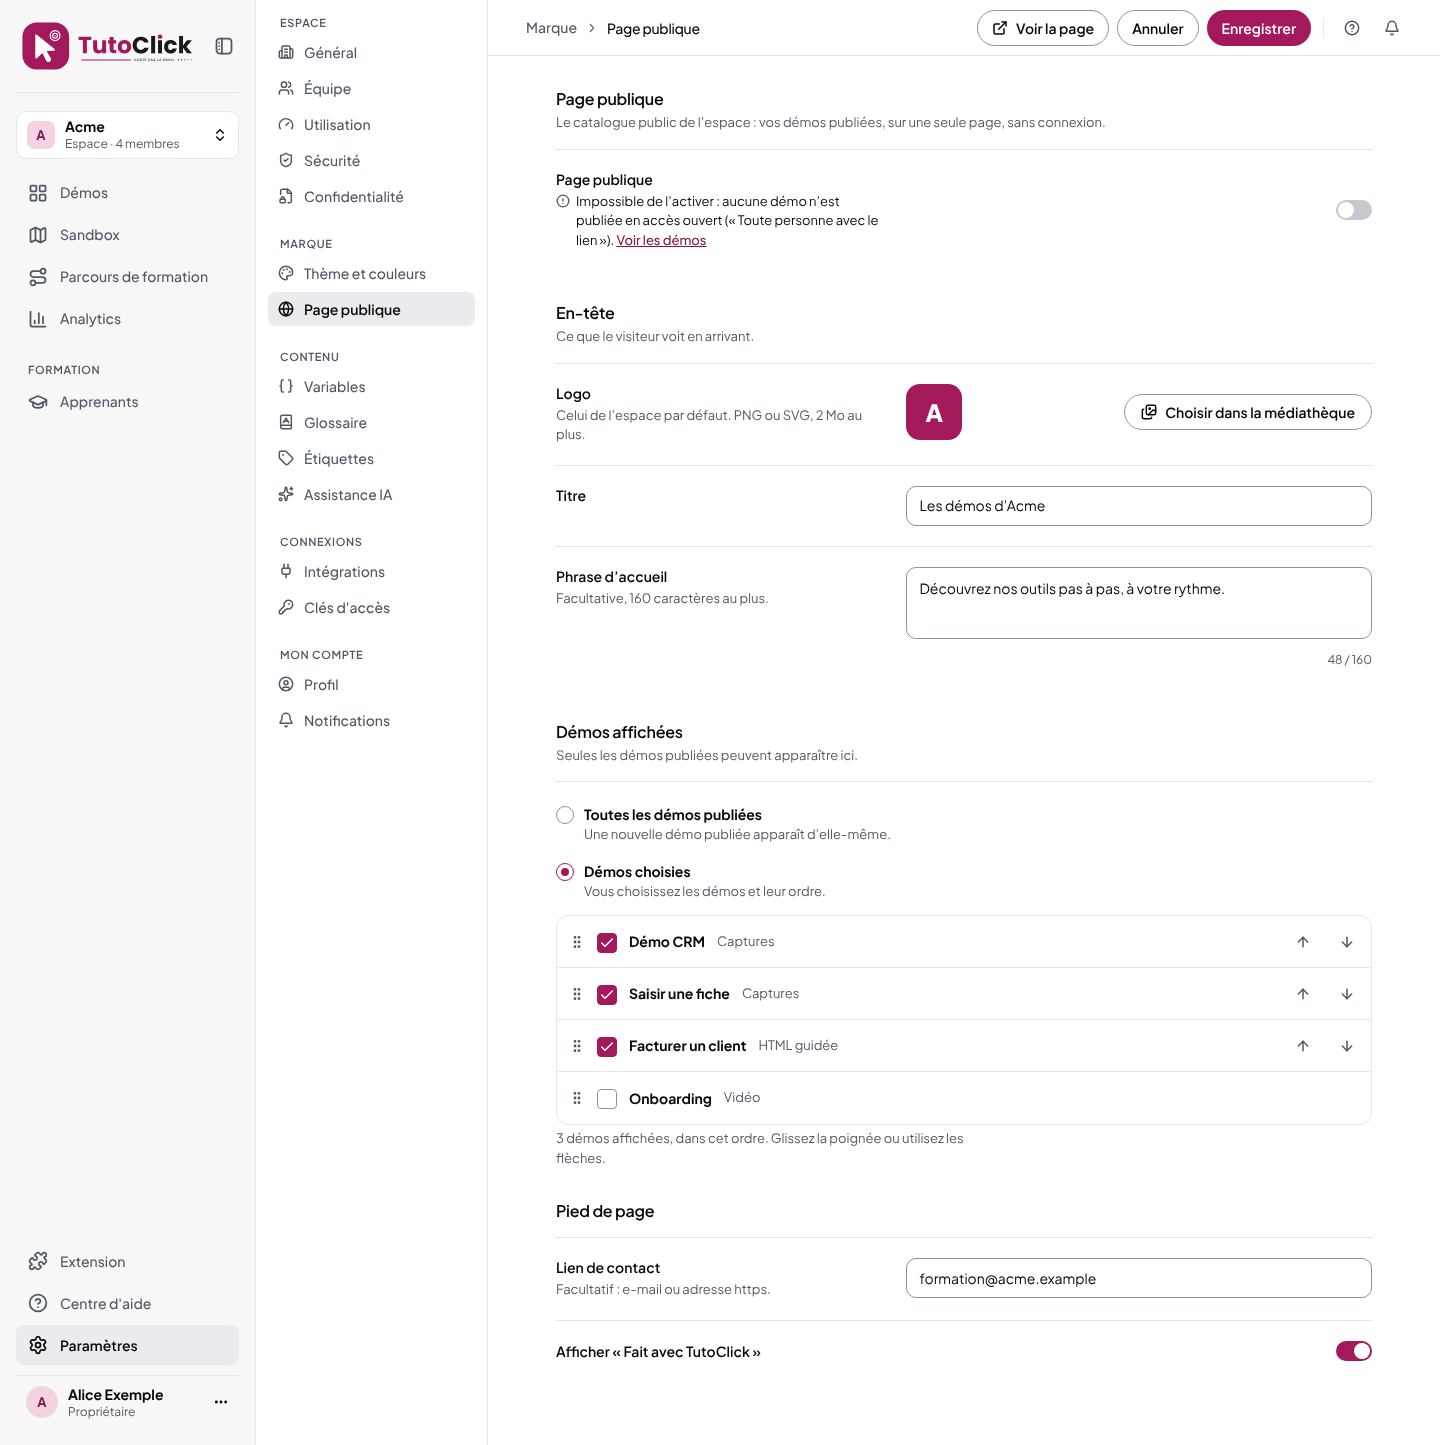 TutoClick
Acme
Espace · 4 membres
Démos
Sandbox
Parcours de formation
Analytics
FORMATION
Apprenants
Extension
Centre d'aide
Paramètres
Alice Exemple
Propriétaire
ESPACE
Général
Équipe
Utilisation
Sécurité
Confidentialité
MARQUE
Thème et couleurs
Page publique
CONTENU
Variables
Glossaire
Étiquettes
Assistance IA
CONNEXIONS
Intégrations
Clés d'accès
MON COMPTE
Profil
Notifications
Marque > Page publique
Voir la page
Annuler
Enregistrer
Page publique
Le catalogue public de l’espace : vos démos publiées, sur une seule page, sans connexion.
Page publique
Impossible de l’activer : aucune démo n’est
publiée en accès ouvert (« Toute personne avec le
lien »). Voir les démos
En-tête
Ce que le visiteur voit en arrivant.
Logo
Celui de l’espace par défaut. PNG ou SVG, 2 Mo au
plus.
A
Choisir dans la médiathèque
Titre
Les démos d’Acme
Phrase d’accueil
Facultative, 160 caractères au plus.
Découvrez nos outils pas à pas, à votre rythme.
48 / 160
Démos affichées
Seules les démos publiées peuvent apparaître ici.
Toutes les démos publiées
Une nouvelle démo publiée apparaît d’elle-même.
Démos choisies
Vous choisissez les démos et leur ordre.
Démo CRM Captures
Saisir une fiche Captures
Facturer un client HTML guidée
Onboarding Vidéo
3 démos affichées, dans cet ordre. Glissez la poignée ou utilisez les
flèches.
Pied de page
Lien de contact
Facultatif : e-mail ou adresse https.
formation@acme.example
Afficher « Fait avec TutoClick »